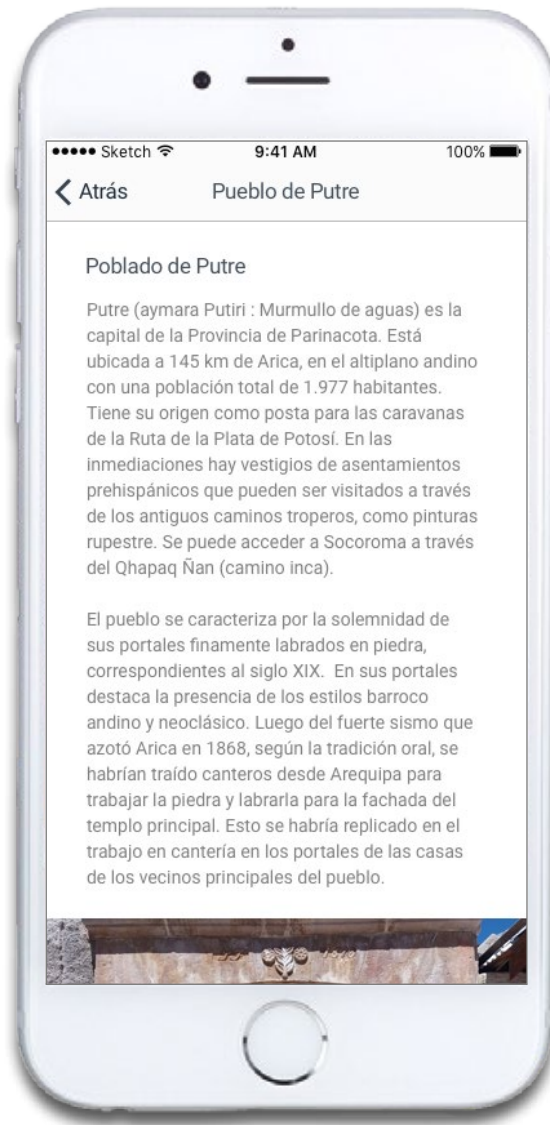 Sketch 9:41 AM 100%
Atrás Pueblo de Putre
Poblado de Putre
Putre (aymara Putiri : Murmullo de aguas) es la
capital de la Provincia de Parinacota. Está
ubicada a 145 km de Arica, en el altiplano andino
con una población total de 1.977 habitantes.
Tiene su origen como posta para las caravanas
de la Ruta de la Plata de Potosí. En las
inmediaciones hay vestigios de asentamientos
prehispánicos que pueden ser visitados a través
de los antiguos caminos troperos, como pinturas
rupestre. Se puede acceder a Socoroma a través
del Qhapaq Ñan (camino inca).
El pueblo se caracteriza por la solemnidad de
sus portales finamente labrados en piedra,
correspondientes al siglo XIX.  En sus portales
destaca la presencia de los estilos barroco
andino y neoclásico. Luego del fuerte sismo que
azotó Arica en 1868, según la tradición oral, se
habrían traído canteros desde Arequipa para
trabajar la piedra y labrarla para la fachada del
templo principal. Esto se habría replicado en el
trabajo en cantería en los portales de las casas
de los vecinos principales del pueblo.